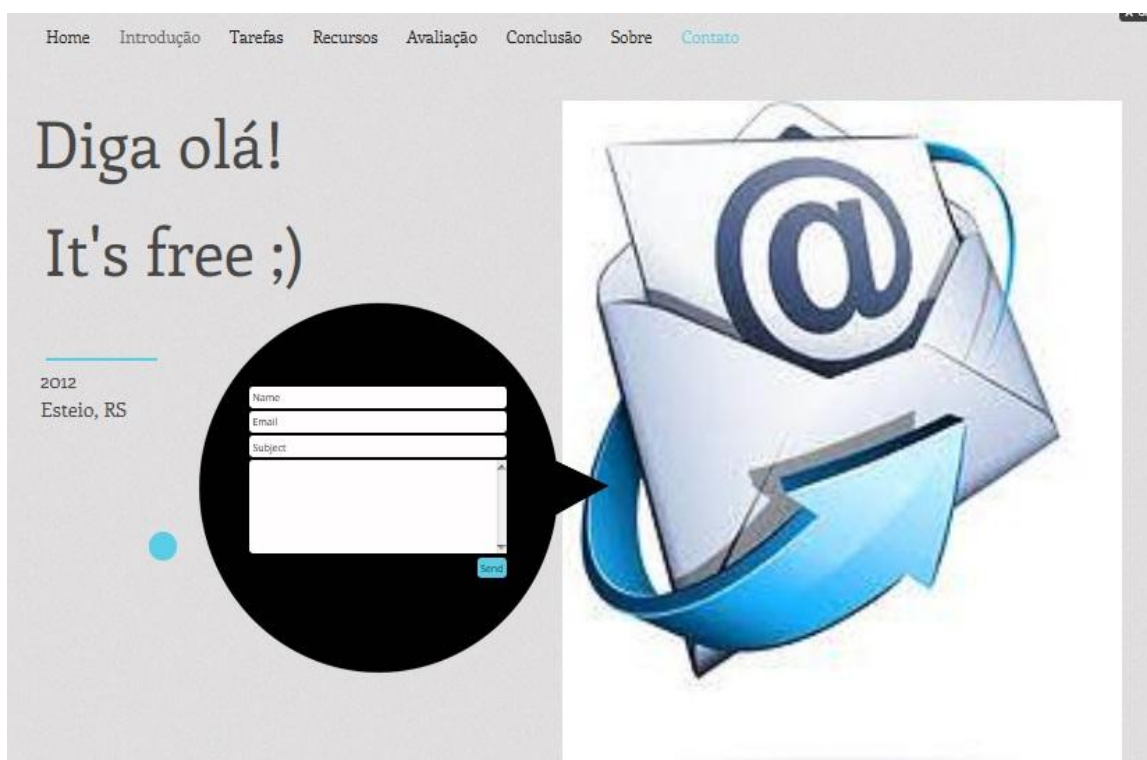 Home Introdução Tarefas Recursos Avaliação Conclusão Sobre Contato
Diga olá!
It's free ;)
2012
Esteio, RS
Name
Email
Subject
Send
@